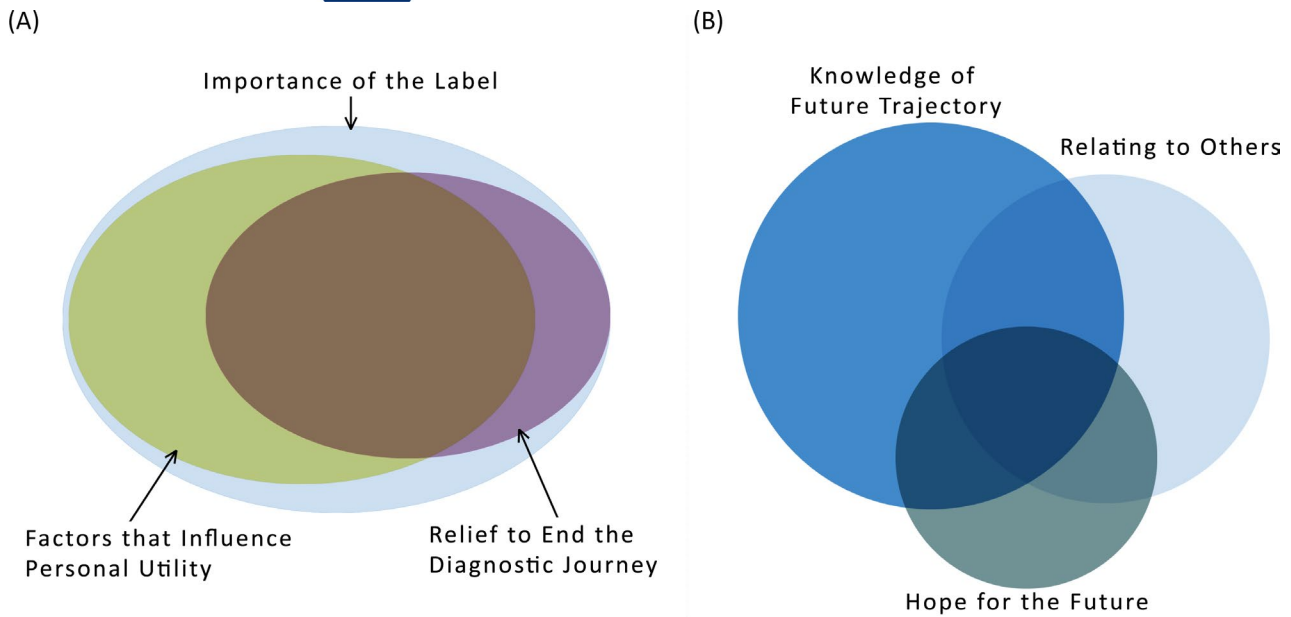 (A)
Importance of the Label
Factors that Influence
Personal Utility
Relief to End the
Diagnostic Journey
(B)
Knowledge of
Future Trajectory
Relating to Others
Hope for the Future